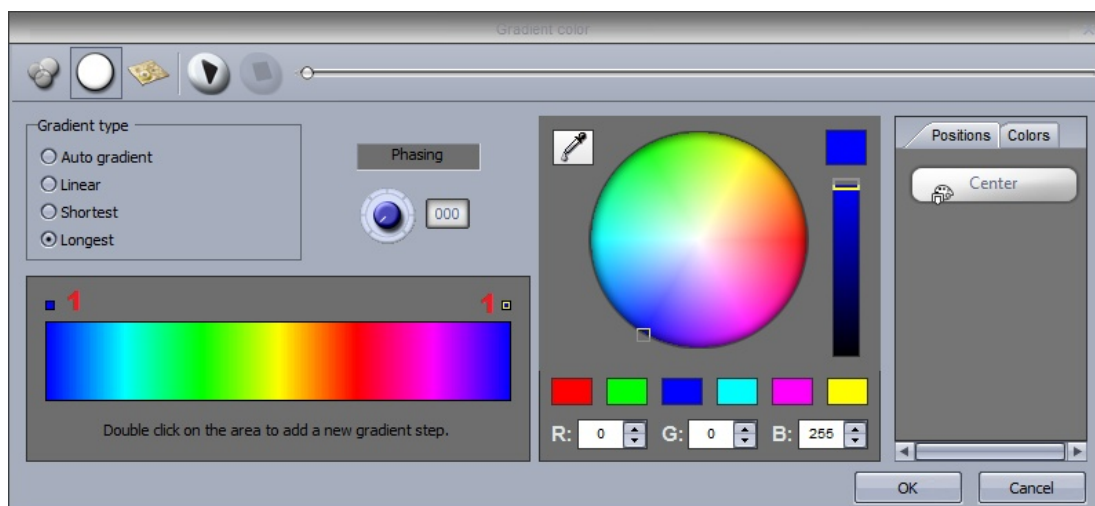 Gradient color
Gradient type
Auto gradient
Linear
Shortest
Longest
Phasing
000
1
1
Double click on the area to add a new gradient step.
R: 0 G: 0 B: 255
Positions Colors
Center
OK Cancel